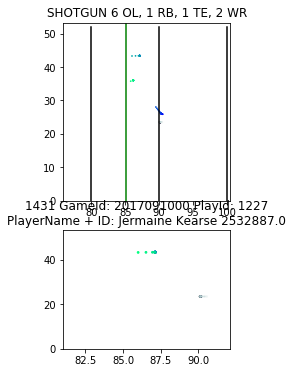 SHOTGUN 6 OL, 1 RB, 1 TE, 2 WR
50
40
30
20
10
0
80 85 90 95 100
1431 GameId: 2017091000 PlayId: 1227
PlayerName + ID: Jermaine Kearse 2532887.0
40
20
0
82.5 85.0 87.5 90.0